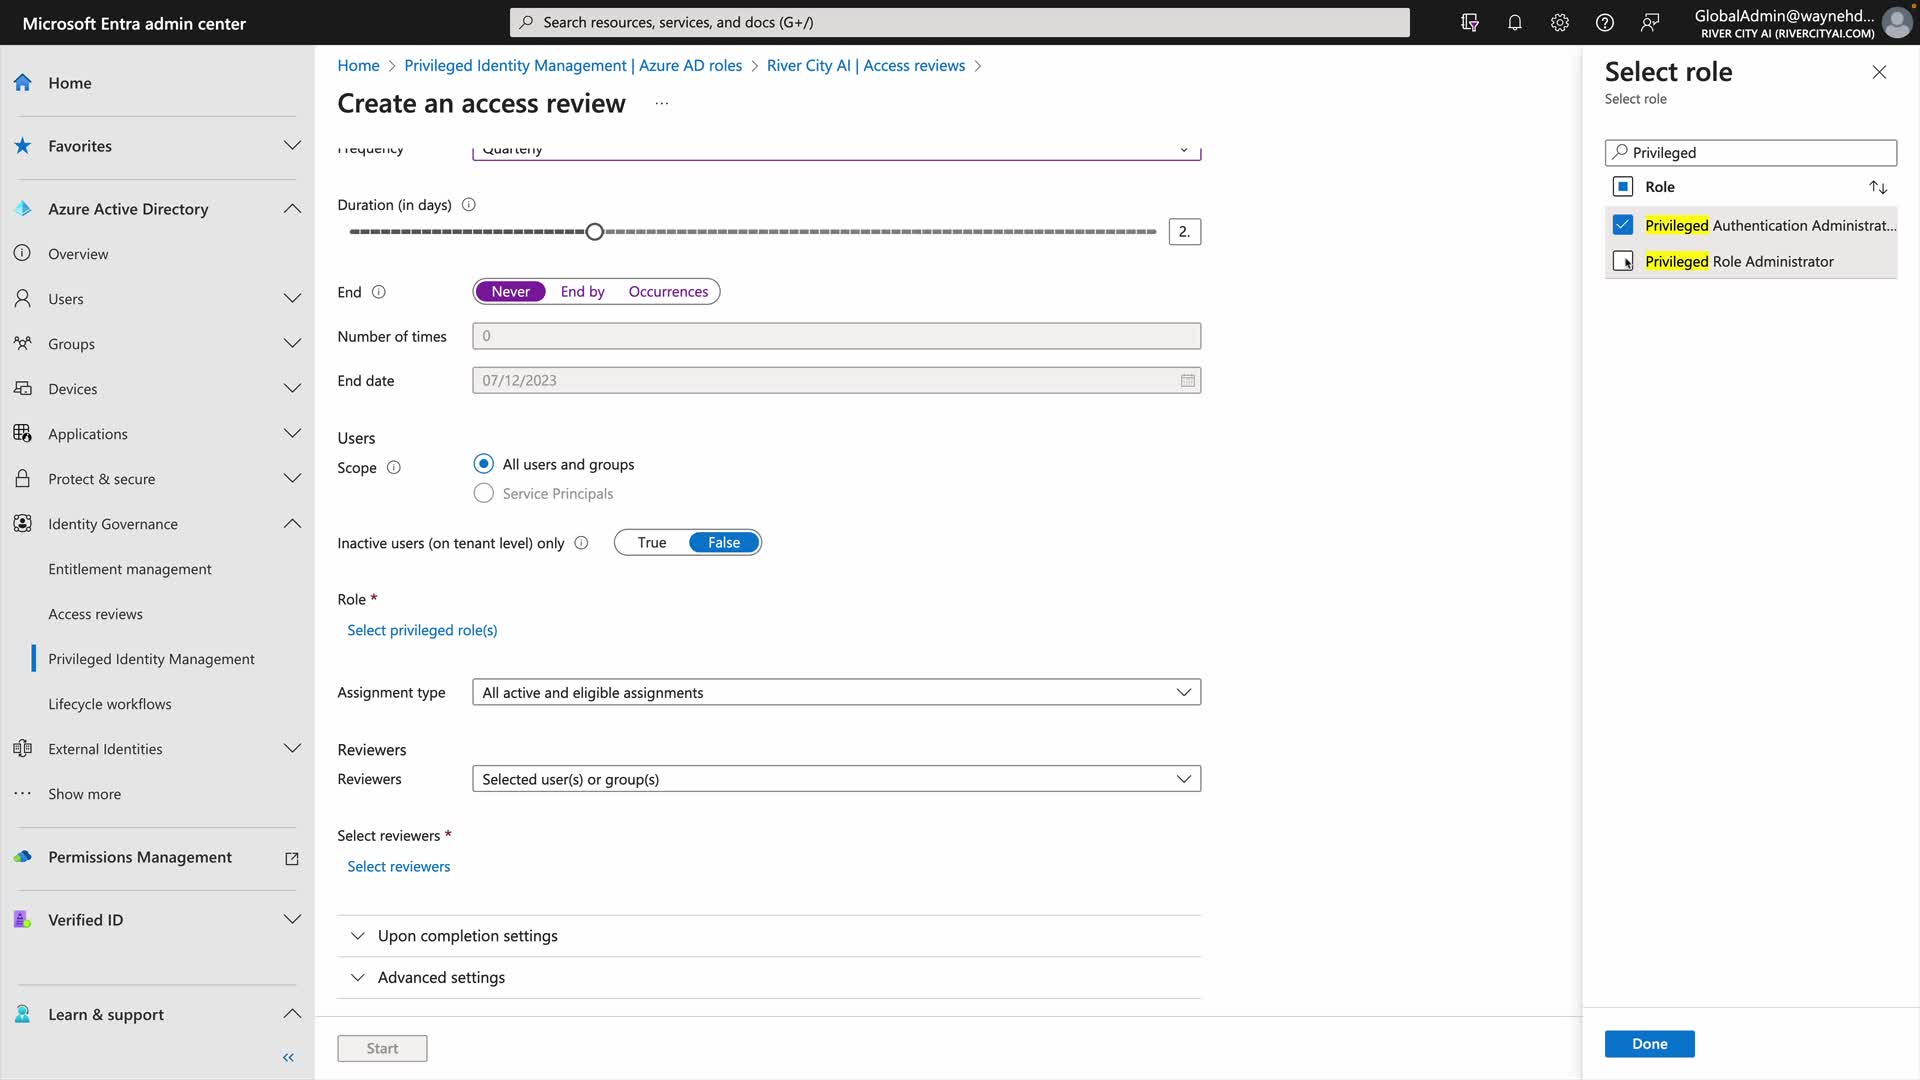 Microsoft Entra admin center
Search resources, services, and docs (G+/)
GlobalAdmin@waynehd...
RIVER CITY AI (RIVERCITYAI.COM)
Home
Favorites
Azure Active Directory
Overview
Users
Groups
Devices
Applications
Protect & secure
Identity Governance
Entitlement management
Access reviews
Privileged Identity Management
Lifecycle workflows
External Identities
Show more
Permissions Management
Verified ID
Learn & support
Home > Privileged Identity Management | Azure AD roles > River City AI | Access reviews >
Create an access review ...
Frequency Quarterly
Duration (in days) 2.
End Never End by Occurrences
Number of times 0
End date 07/12/2023
Users
Scope All users and groups
Service Principals
Inactive users (on tenant level) only True False
Role *
Select privileged role(s)
Assignment type All active and eligible assignments
Reviewers
Reviewers Selected user(s) or group(s)
Select reviewers *
Select reviewers
Upon completion settings
Advanced settings
Start
Select role
Select role
Privileged
Role
Privileged Authentication Administrat...
Privileged Role Administrator
Done